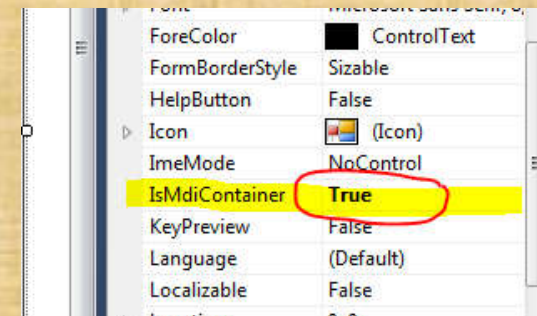 ForeColor ControlText
FormBorderStyle Sizable
HelpButton False
Icon (Icon)
ImeMode NoControl
IsMdiContainer True
KeyPreview False
Language (Default)
Localizable False